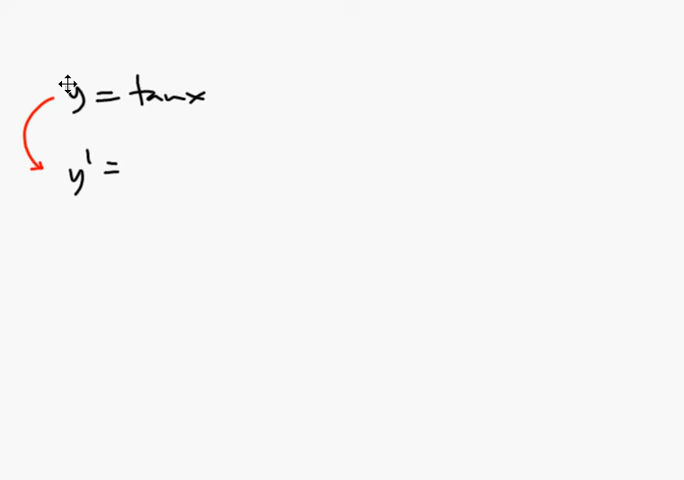 y = tanx
y' =